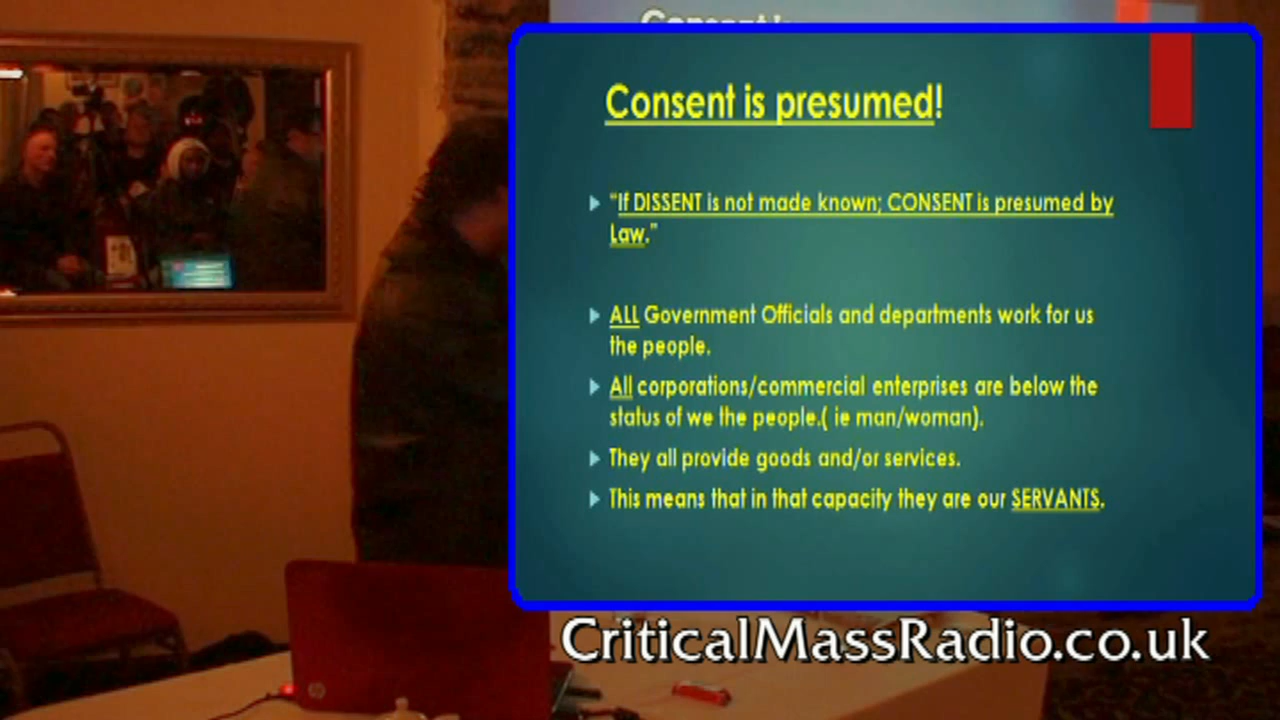 Consent is presumed!
“If DISSENT is not made known; CONSENT is presumed by
Law.”
ALL Government Officials and departments work for us
the people.
All corporations/commercial enterprises are below the
status of we the people.( ie man/woman).
They all provide goods and/or services.
This means that in that capacity they are our SERVANTS.
CriticalMassRadio.co.uk
hp